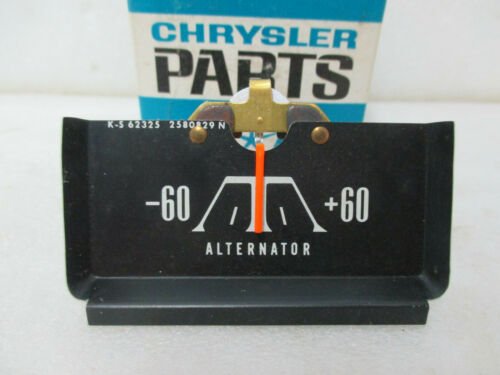 CHRYSLER
PARTS
K-S 62325 2580829 N
-60 +60
ALTERNATOR